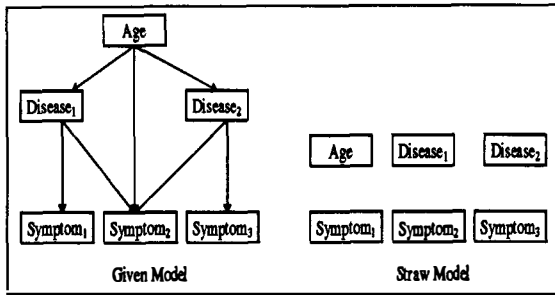 Age
Disease₁ Disease₂
Symptom₁ Symptom₂ Symptom₃
Given Model
Age Disease₁ Disease₂
Symptom₁ Symptom₂ Symptom₃
Straw Model